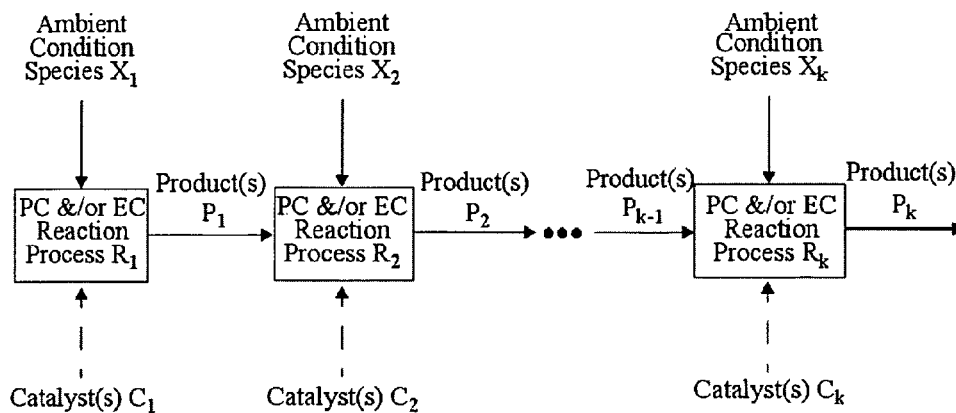 Ambient
Condition
Species X1
Ambient
Condition
Species X2
Ambient
Condition
Species Xk
PC &/or EC
Reaction
Process R1
Product(s)
P1
PC &/or EC
Reaction
Process R2
Product(s)
P2
•••
Product(s)
Pk-1
PC &/or EC
Reaction
Process Rk
Product(s)
Pk
Catalyst(s) C1
Catalyst(s) C2
Catalyst(s) Ck